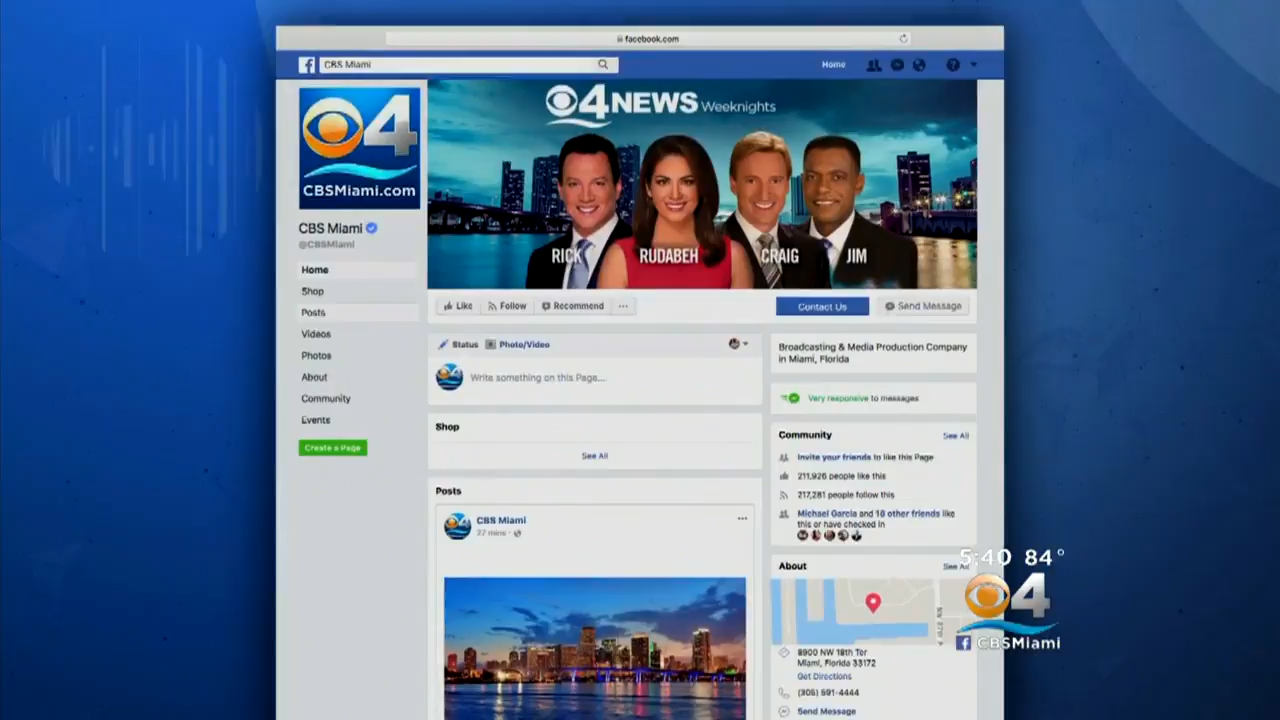 facebook.com
CBS Miami
Home
4 NEWS Weeknights
4
CBSMiami.com
RICK
RUDABEH
CRAIG
JIM
CBS Miami
@CBSMiami
Home
Shop
Posts
Videos
Photos
About
Community
Events
Create a Page
Like
Follow
Recommend
...
Contact Us
Send Message
Status
Photo/Video
Write something on this Page...
Shop
See All
Posts
CBS Miami
27 mins ·
Broadcasting & Media Production Company
in Miami, Florida
Very responsive to messages
Community
See All
Invite your friends to like this Page
211,926 people like this
217,281 people follow this
Michael Garcia and 16 other friends like
this or have checked in
About
See All
8900 NW 18th Ter
Miami, Florida 33172
Get Directions
(305) 591-4444
Send Message
5:40 84°
4
CBSMiami